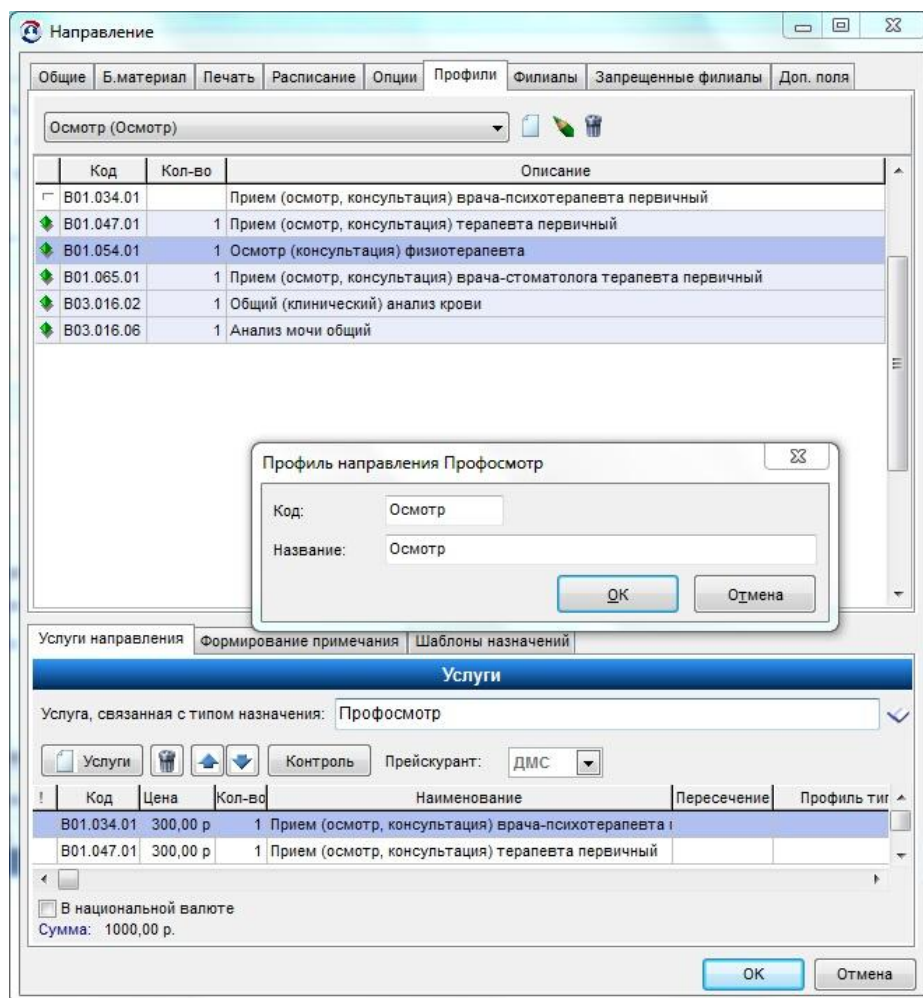 Направление
Общие Б.материал Печать Расписание Опции Профили Филиалы Запрещенные филиалы Доп. поля
Осмотр (Осмотр)
Код Кол-во Описание
B01.034.01 Прием (осмотр, консультация) врача-психотерапевта первичный
B01.047.01 1 Прием (осмотр, консультация) терапевта первичный
B01.054.01 1 Осмотр (консультация) физиотерапевта
B01.065.01 1 Прием (осмотр, консультация) врача-стоматолога терапевта первичный
B03.016.02 1 Общий (клинический) анализ крови
B03.016.06 1 Анализ мочи общий
Профиль направления Профосмотр
Код: Осмотр
Название: Осмотр
OK Отмена
Услуги направления Формирование примечания Шаблоны назначений
Услуги
Услуга, связанная с типом назначения: Профосмотр
Услуги Контроль Прейскурант: ДМС
! Код Цена Кол-во Наименование Пересечение Профиль тип
B01.034.01 300,00 р 1 Прием (осмотр, консультация) врача-психотерапевта
B01.047.01 300,00 р 1 Прием (осмотр, консультация) терапевта первичный
В национальной валюте
Сумма: 1000,00 р.
OK Отмена